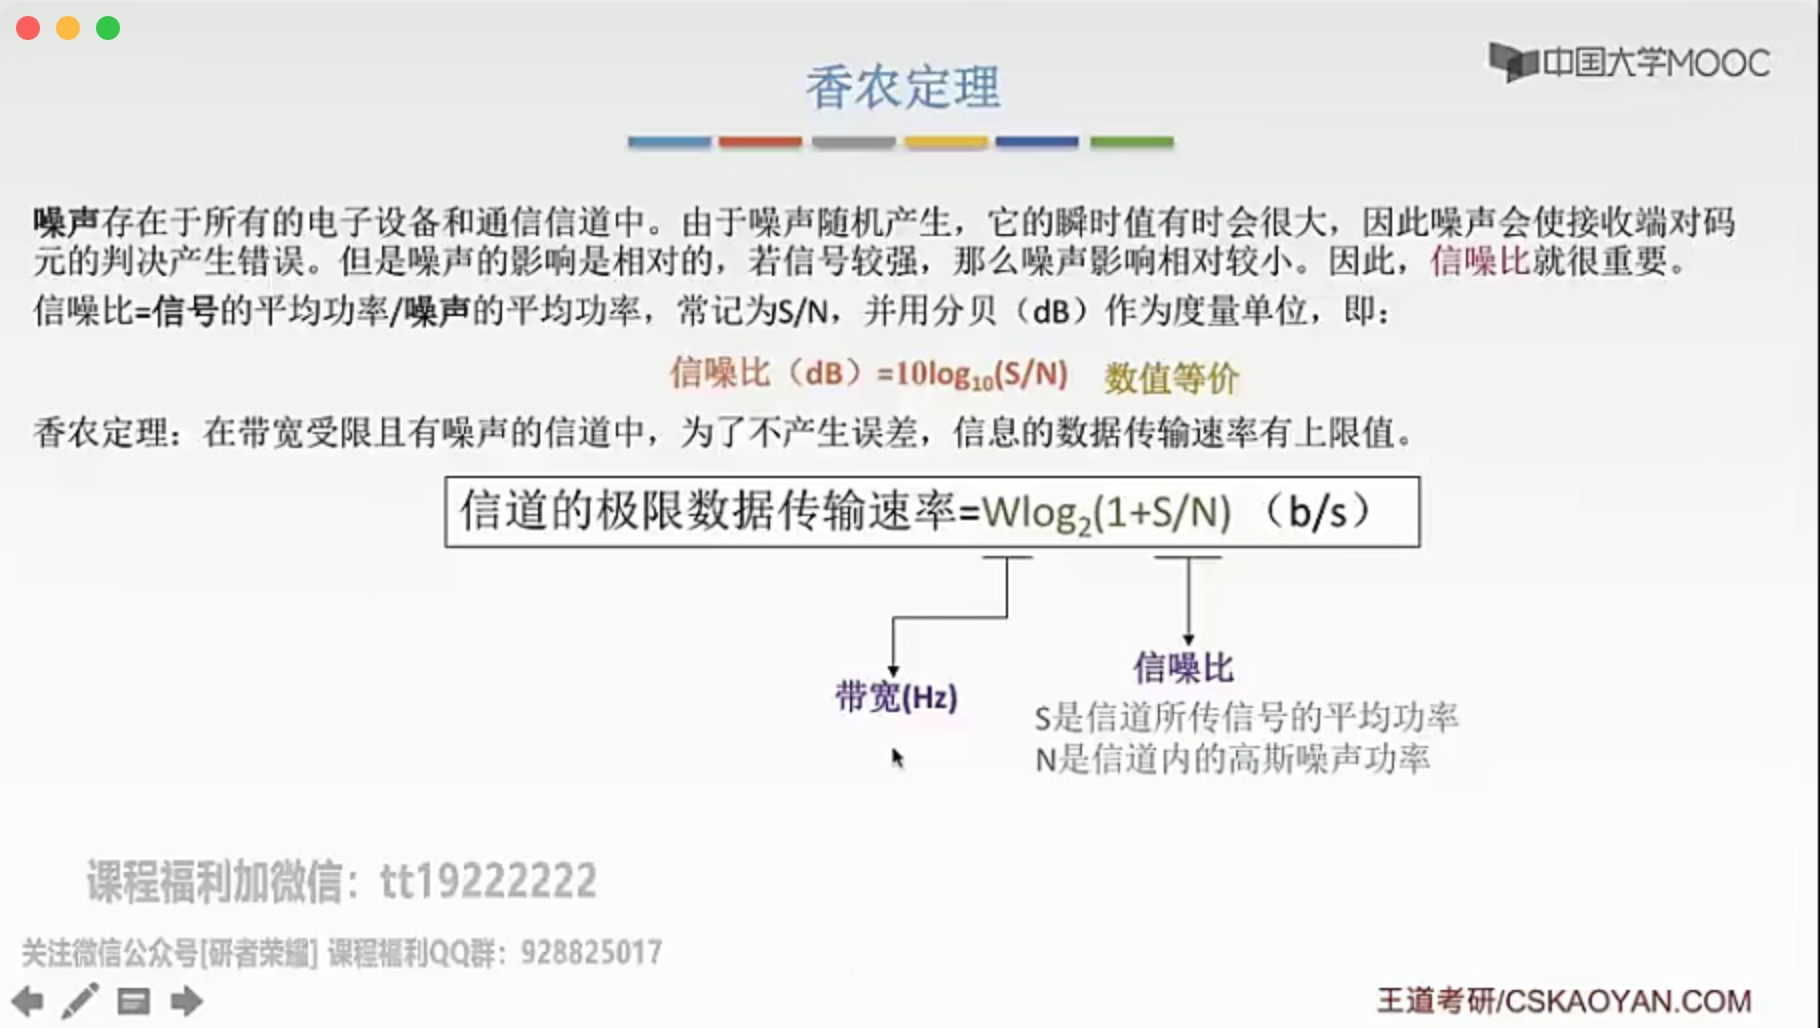 中国大学MOOC
香农定理
噪声存在于所有的电子设备和通信信道中。由于噪声随机产生，它的瞬时值有时会很大，因此噪声会使接收端对码
元的判决产生错误。但是噪声的影响是相对的，若信号较强，那么噪声影响相对较小。因此，信噪比就很重要。
信噪比=信号的平均功率/噪声的平均功率，常记为S/N，并用分贝（dB）作为度量单位，即：
信噪比（dB）=10log₁₀(S/N) 数值等价
香农定理：在带宽受限且有噪声的信道中，为了不产生误差，信息的数据传输速率有上限值。
信道的极限数据传输速率=Wlog₂(1+S/N) （b/s）
带宽(Hz)
信噪比
S是信道所传信号的平均功率
N是信道内的高斯噪声功率
课程福利加微信：tt19222222
关注微信公众号[研者荣耀] 课程福利QQ群：928825017
王道考研/CSKAOYAN.COM